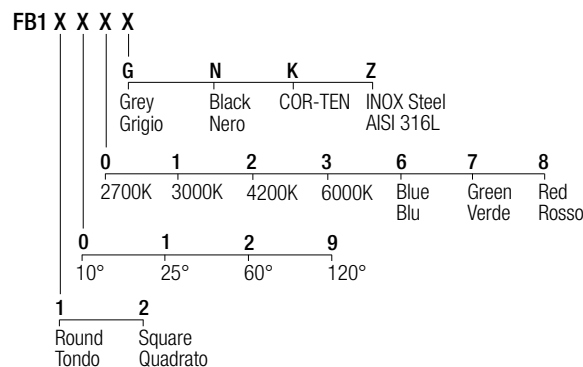 FB1 X X X X
G N K Z
Grey Black COR-TEN INOX Steel
Grigio Nero AISI 316L
0 1 2 3 6 7 8
2700K 3000K 4200K 6000K Blue Green Red
Blu Verde Rosso
0 1 2 9
10° 25° 60° 120°
1 2
Round Square
Tondo Quadrato